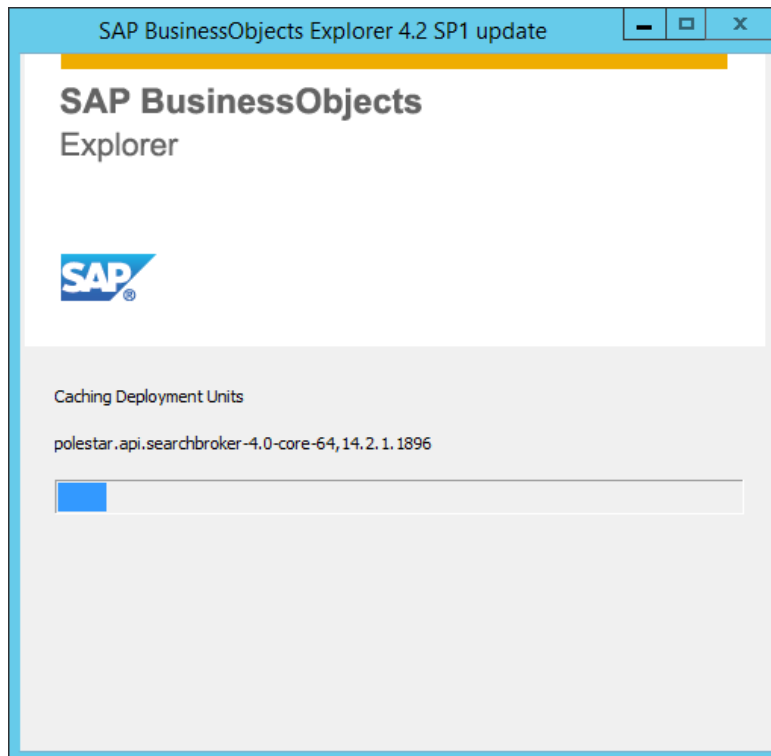 SAP BusinessObjects Explorer 4.2 SP1 update
SAP BusinessObjects
Explorer
SAP®
Caching Deployment Units
polestar.api.searchbroker-4.0-core-64,14.2.1.1896